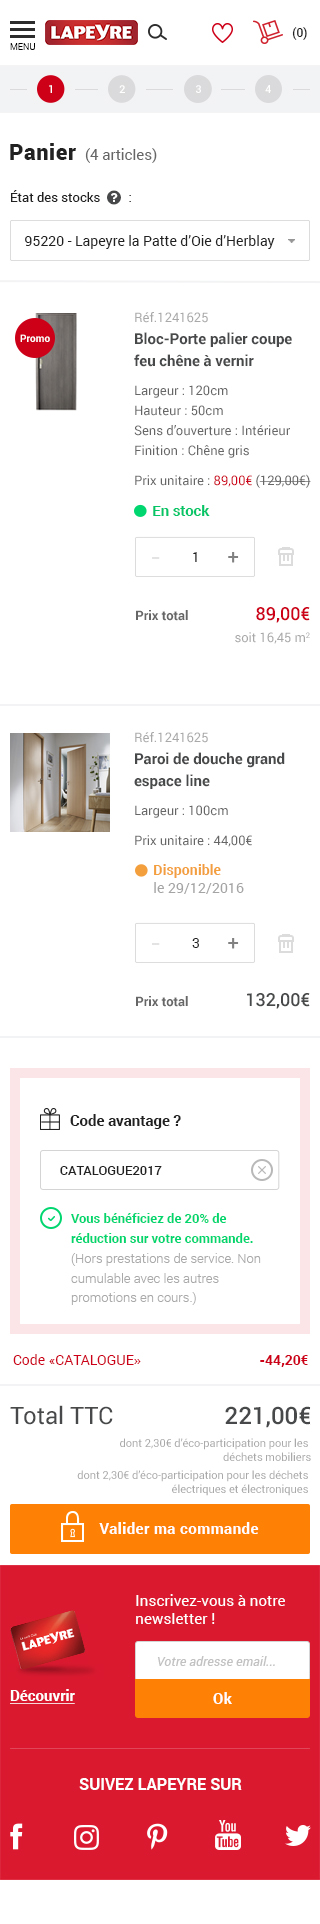 MENU
LAPEYRE
(0)
1
2
3
4
Panier (4 articles)
État des stocks ? :
95220 - Lapeyre la Patte d'Oie d'Herblay
Promo
Réf.1241625
Bloc-Porte palier coupe
feu chêne à vernir
Largeur : 120cm
Hauteur : 50cm
Sens d'ouverture : Intérieur
Finition : Chêne gris
Prix unitaire : 89,00€ (129,00€)
En stock
- 1 +
Prix total 89,00€
soit 16,45 m²
Réf.1241625
Paroi de douche grand
espace line
Largeur : 100cm
Prix unitaire : 44,00€
Disponible
le 29/12/2016
- 3 +
Prix total 132,00€
Code avantage ?
CATALOGUE2017
Vous bénéficiez de 20% de
réduction sur votre commande.
(Hors prestations de service. Non
cumulable avec les autres
promotions en cours.)
Code «CATALOGUE» -44,20€
Total TTC 221,00€
dont 2,30€ d'éco-participation pour les
déchets mobiliers
dont 2,30€ d'éco-participation pour les déchets
électriques et électroniques
Valider ma commande
Inscrivez-vous à notre
newsletter !
LAPEYRE
Votre adresse email...
Découvrir
Ok
SUIVEZ LAPEYRE SUR
You
Tube